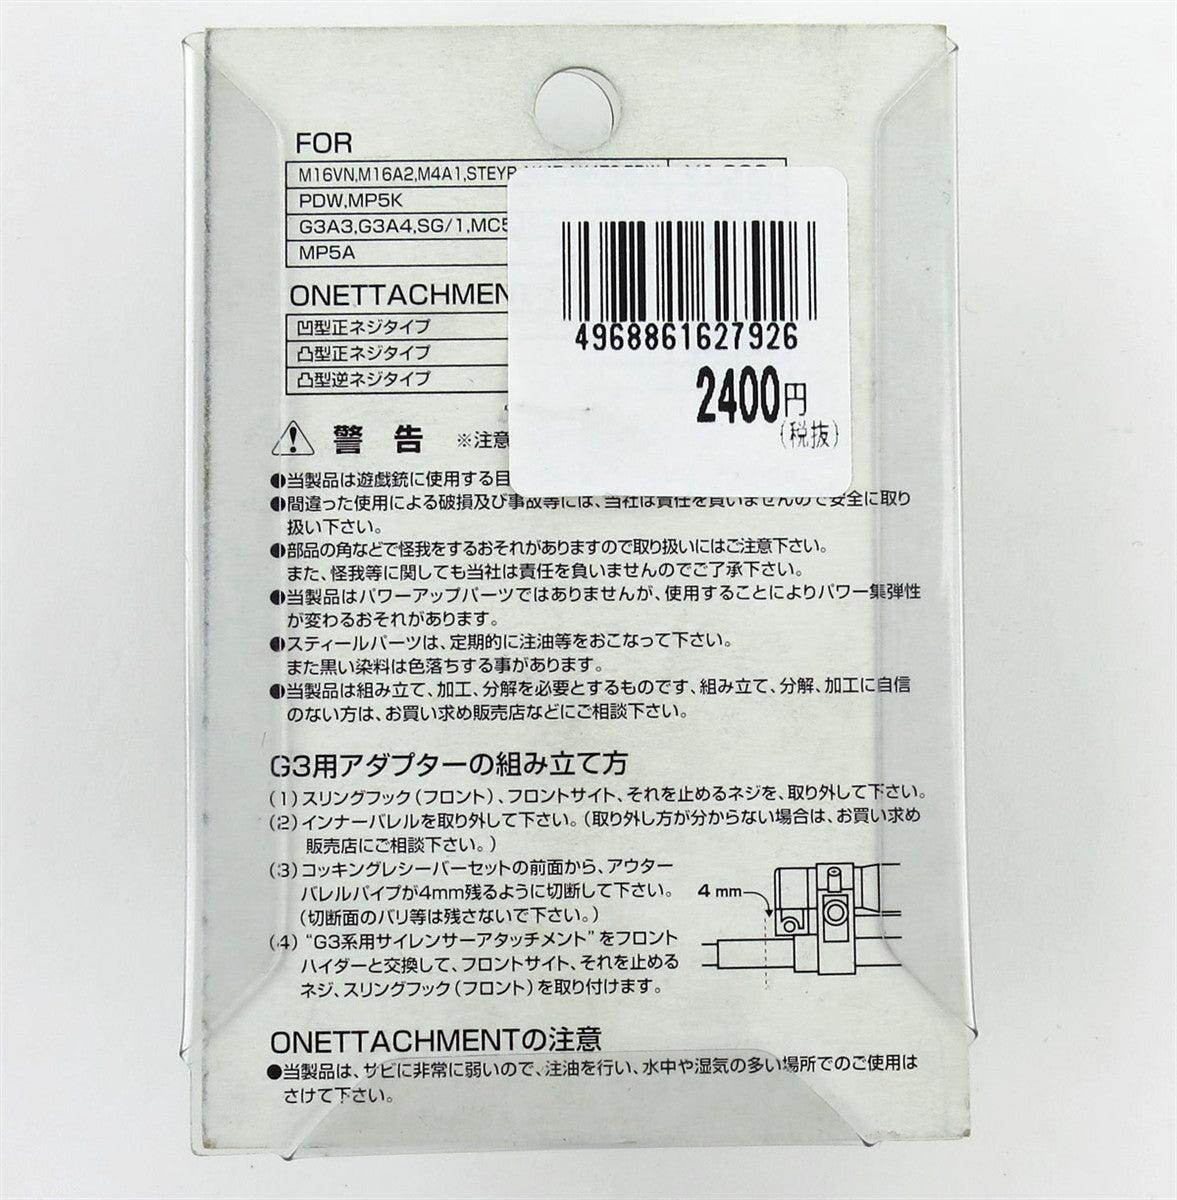 FOR
M16VN,M16A2,M4A1,STEYR
PDW,MP5K
G3A3,G3A4,SG/1,MC5
MP5A
ONETTACHMEN
凹型正ネジタイプ
凸型正ネジタイプ
凸型逆ネジタイプ
4968861627926
2400円
(税抜)
警告 ※注意
●当製品は遊戯銃に使用する目
●間違った使用による破損及び事故等には、当社は責任を負いませんので安全に取り
扱い下さい。
●部品の角などで怪我をするおそれがありますので取り扱いにはご注意下さい。
また、怪我等に関しても当社は責任を負いませんのでご了承下さい。
●当製品はパワーアップパーツではありませんが、使用することによりパワー集弾性
が変わるおそれがあります。
●スティールパーツは、定期的に注油等をおこなって下さい。
また黒い染料は色落ちする事があります。
●当製品は組み立て、加工、分解を必要とするものです、組み立て、分解、加工に自信
のない方は、お買い求め販売店などにご相談下さい。
G3用アダプターの組み立て方
(1)スリングフック(フロント)、フロントサイト、それを止めるネジを、取り外して下さい。
(2)インナーバレルを取り外して下さい。(取り外し方が分からない場合は、お買い求め
販売店にご相談下さい。)
(3)コッキングレシーバーセットの前面から、アウター
バレルパイプが4mm残るように切断して下さい。
(切断面のバリ等は残さないで下さい。)
4 mm
(4)“G3系用サイレンサーアタッチメント”をフロント
ハイダーと交換して、フロントサイト、それを止める
ネジ、スリングフック(フロント)を取り付けます。
ONETTACHMENTの注意
●当製品は、サビに非常に弱いので、注油を行い、水中や湿気の多い場所でのご使用は
さけて下さい。